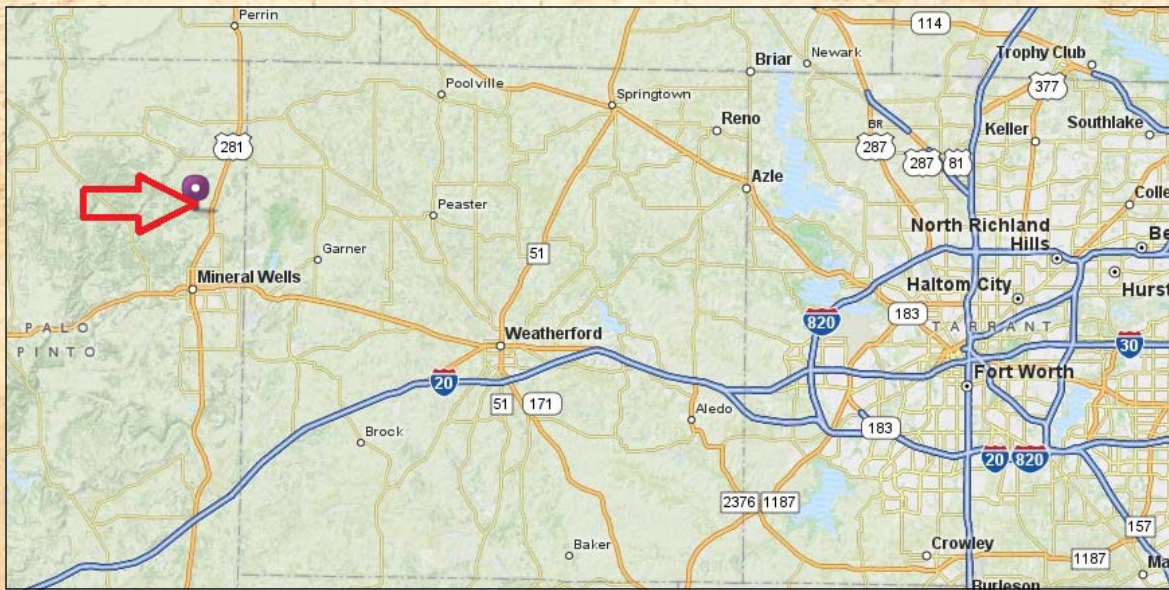 Perrin
114
Trophy Club
Briar
Newark
377
Poolville
Springtown
Reno
Keller
Southlake
281
BR
287
287
81
Azle
Colle
Peaster
North Richland
Hills
Be
Garner
51
Haltom City
Hurst
Mineral Wells
183
820
TARRANT
PALO
PINTO
Weatherford
30
20
Fort Worth
51
171
Aledo
183
Brock
20
820
2376
1187
157
Baker
Crowley
1187
Burleson
Ma